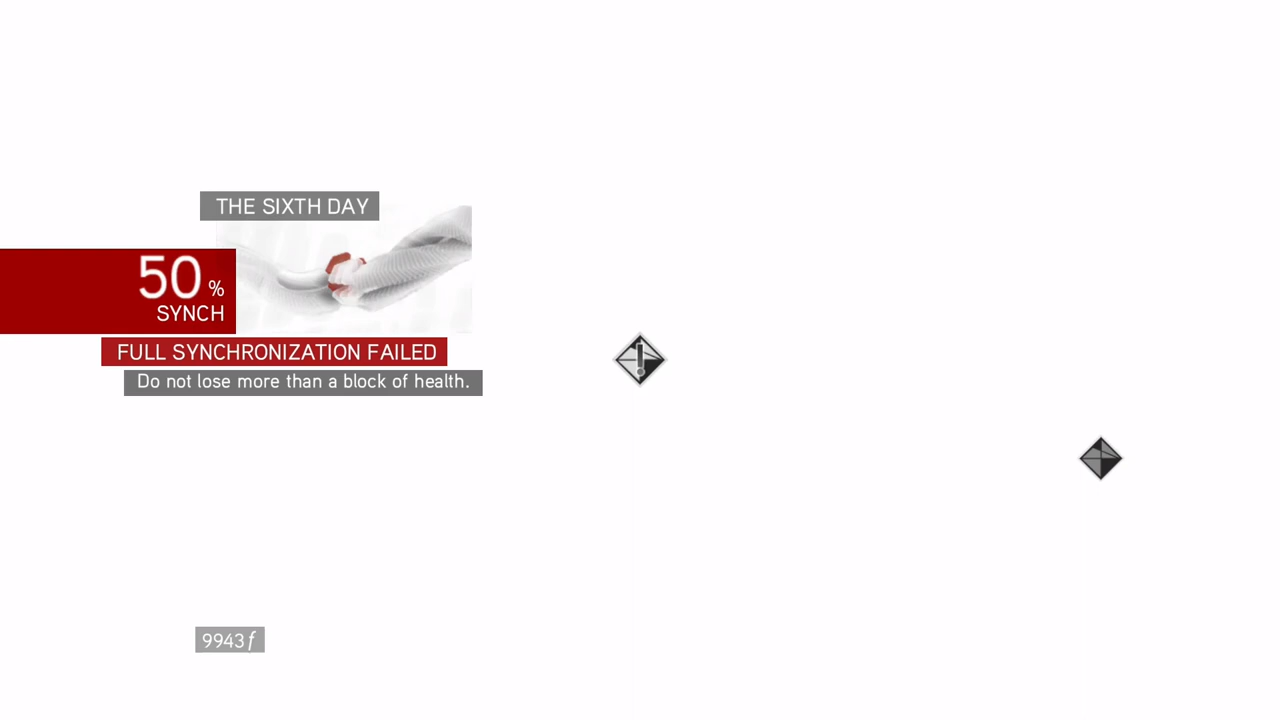 THE SIXTH DAY
50 %
SYNCH
FULL SYNCHRONIZATION FAILED
Do not lose more than a block of health.
9943ƒ